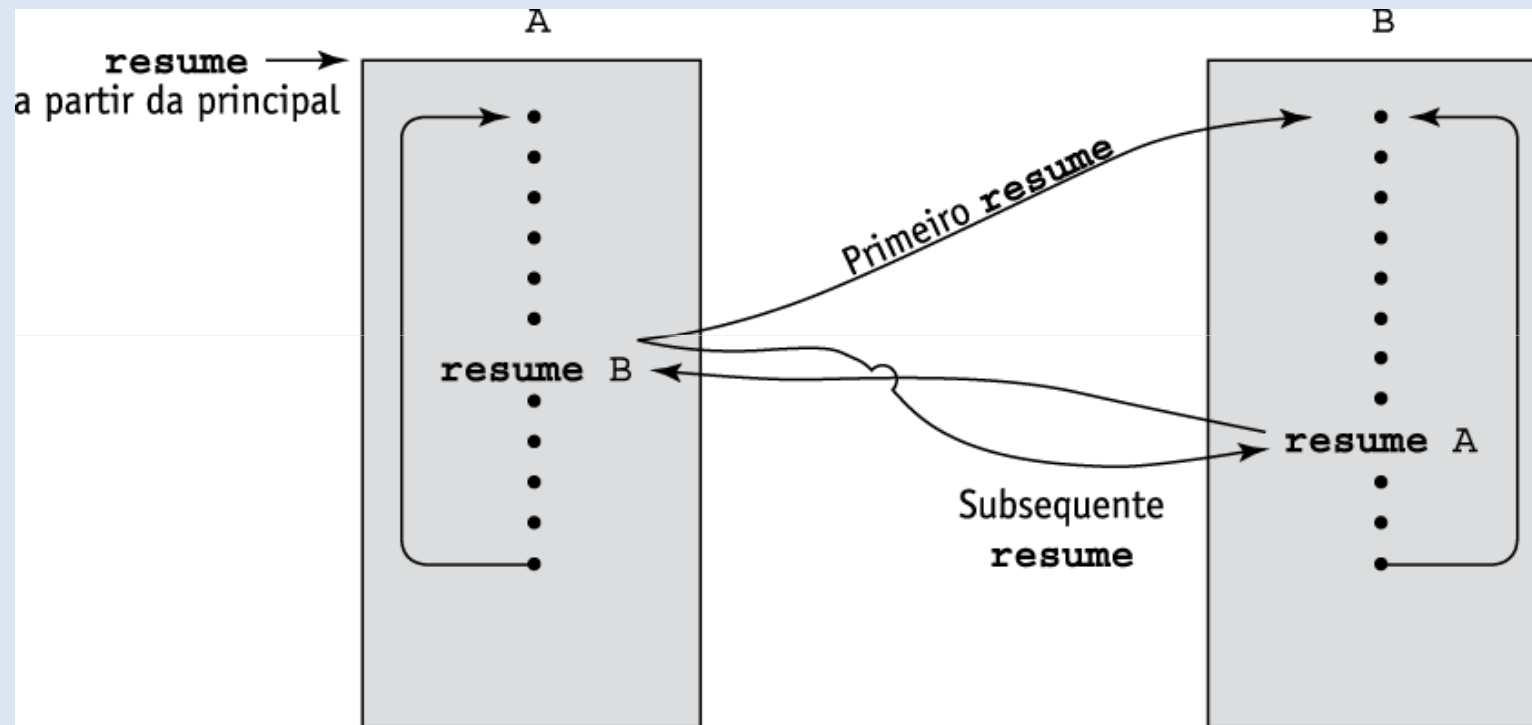 A
B
resume
a partir da principal
Primeiro resume
resume B
resume A
Subsequente
resume